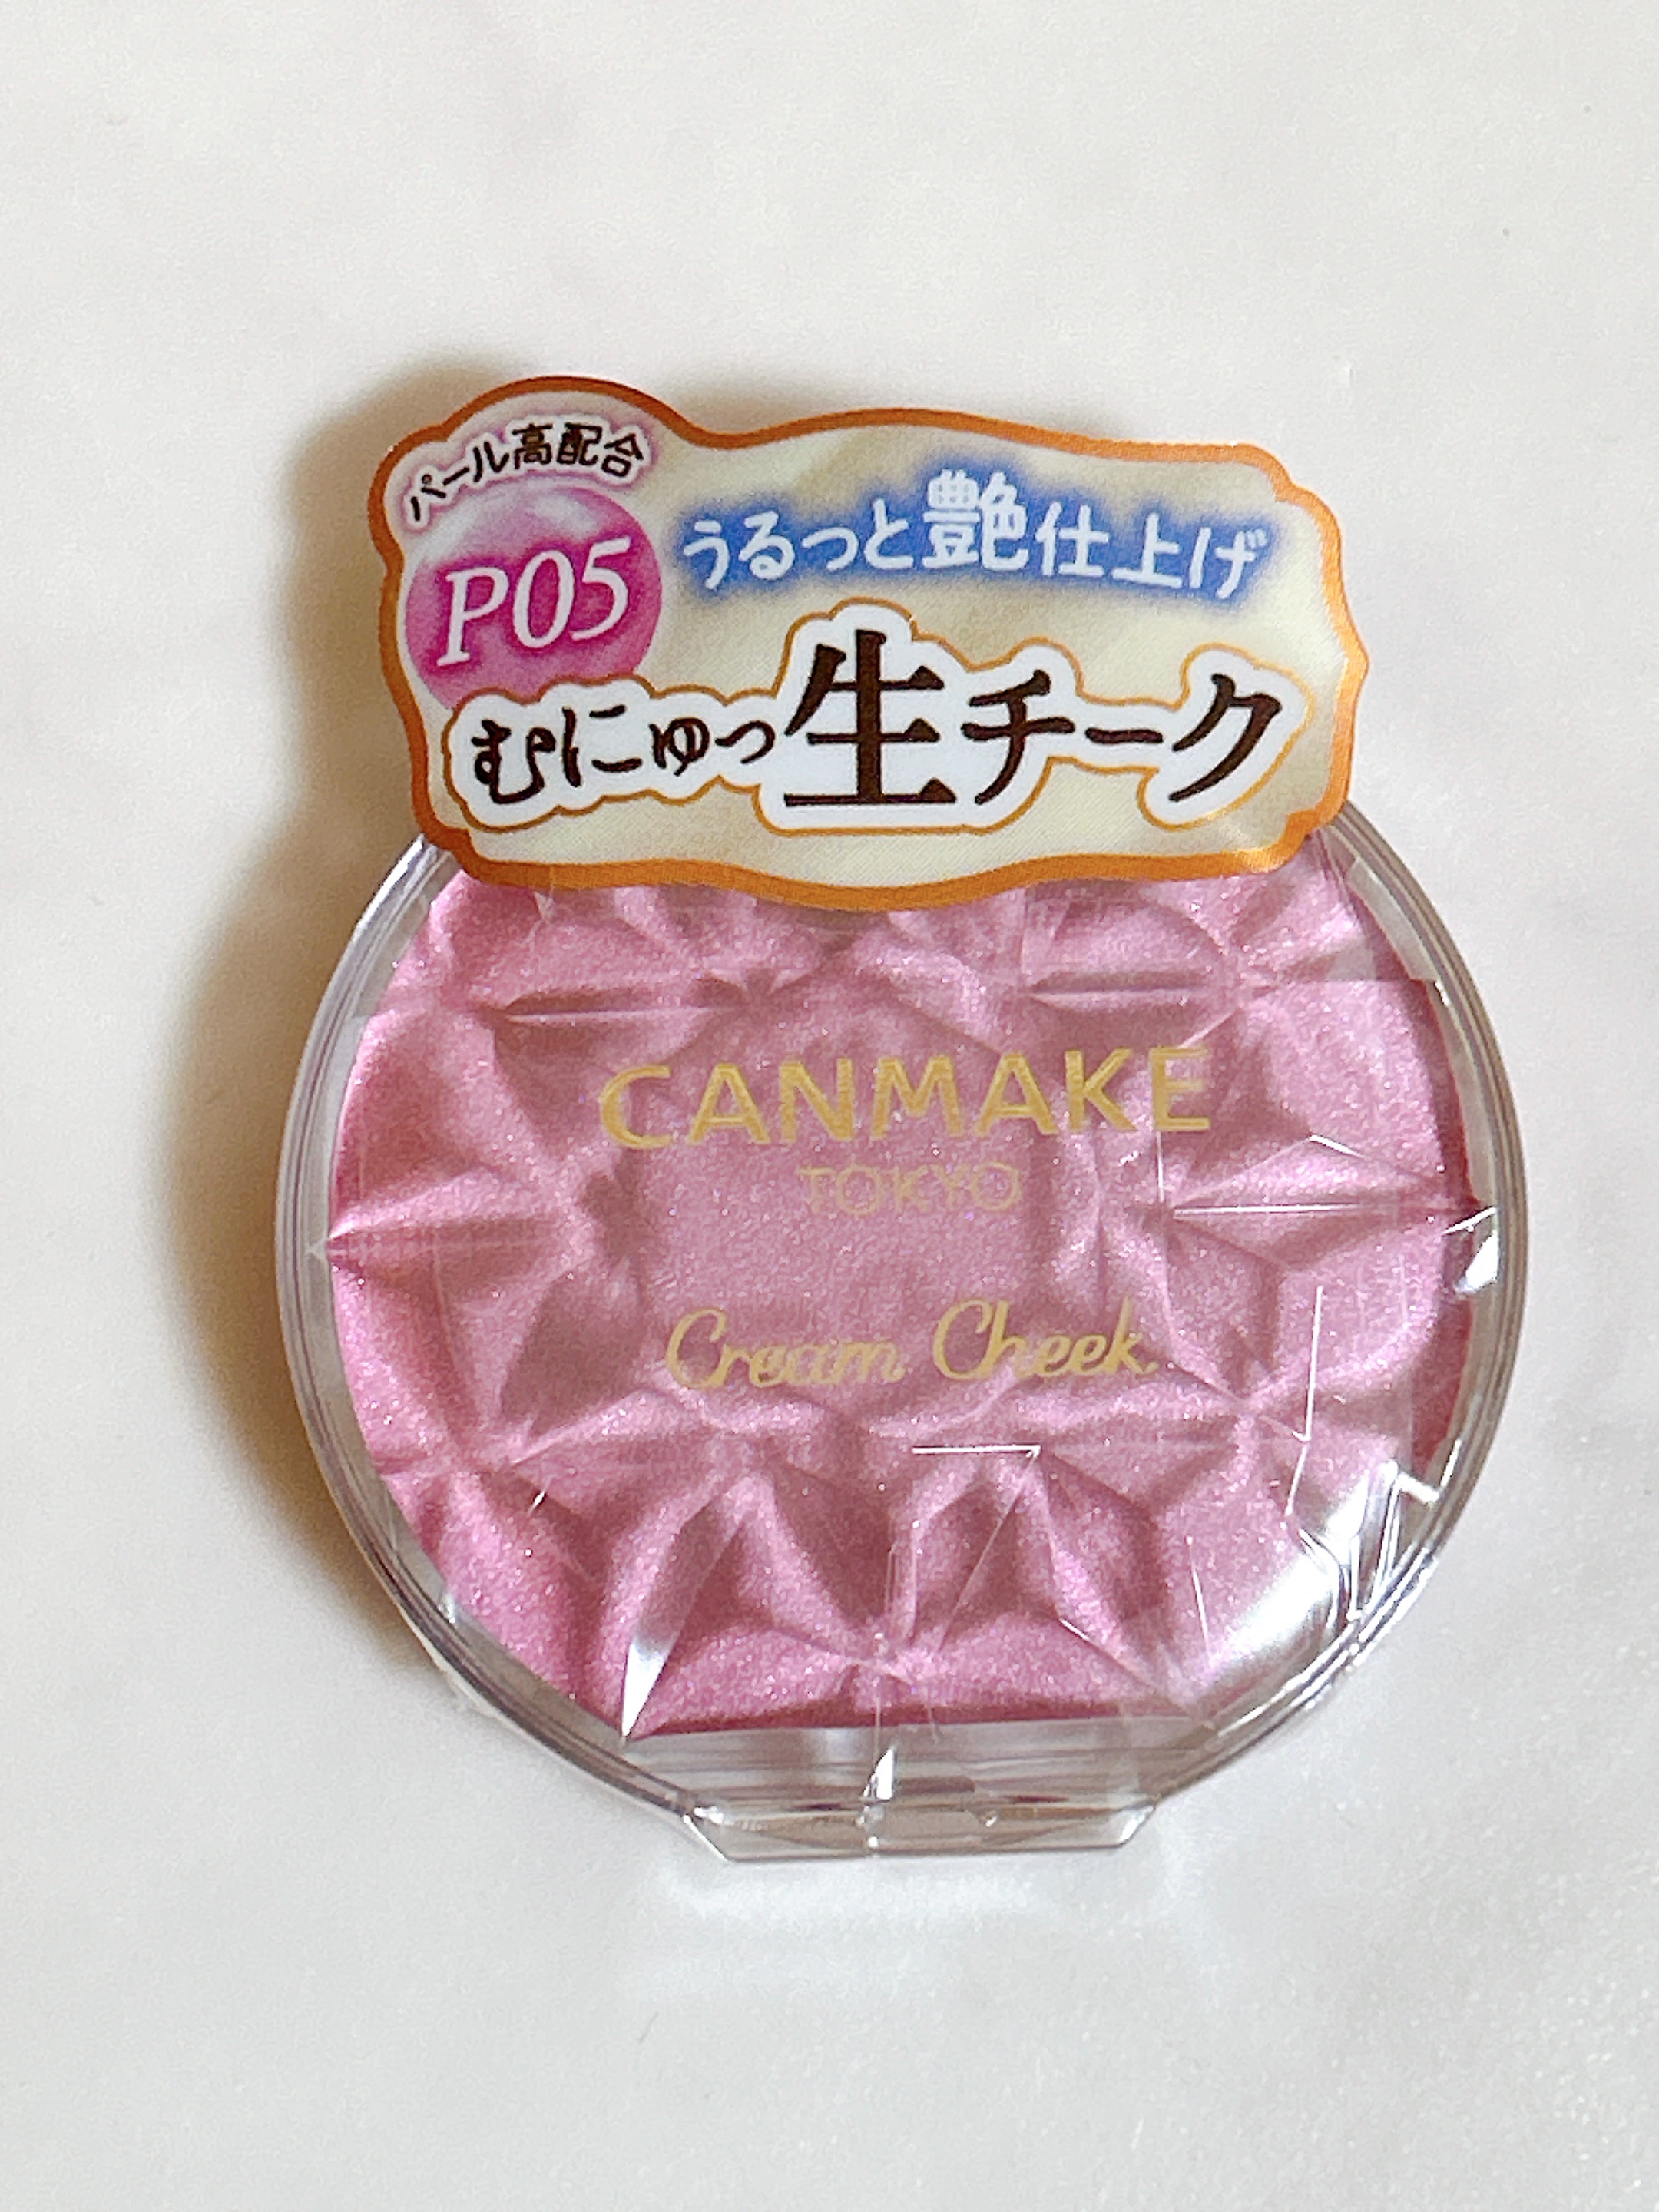 パール高配合
P05
うるっと艶仕上げ
むにゅっ生チーク
CANMAKE
TOKYO
Cream Cheek